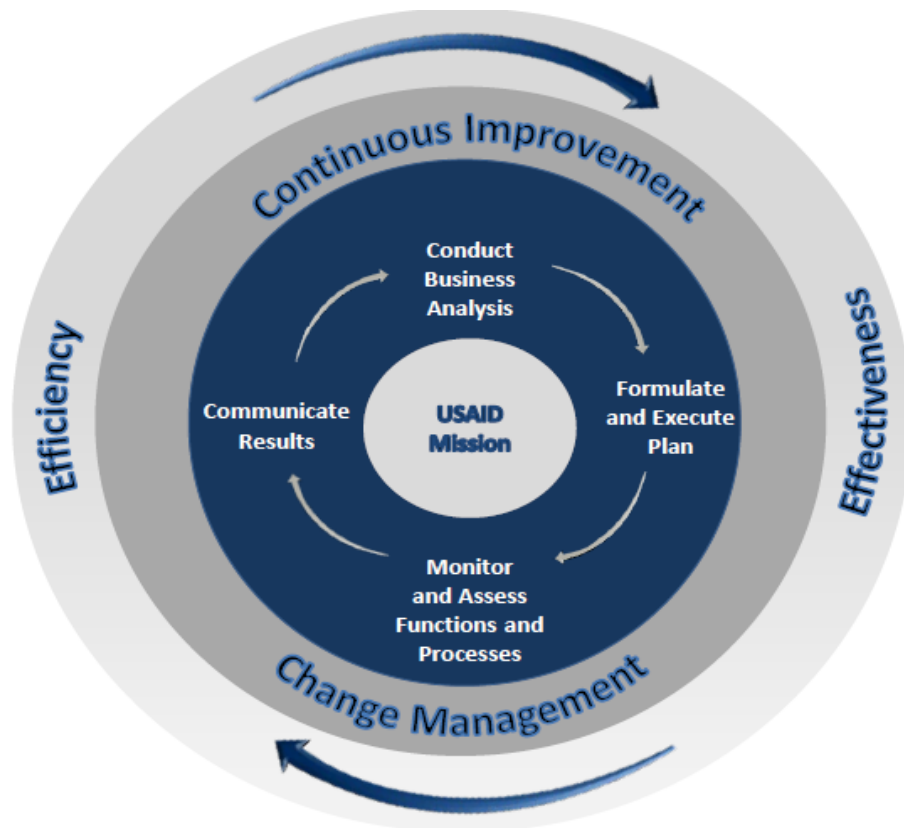 Continuous Improvement
Conduct
Business
Analysis
Efficiency
Communicate
Results
USAID
Mission
Formulate
and Execute
Plan
Effectiveness
Monitor
and Assess
Functions and
Processes
Change Management